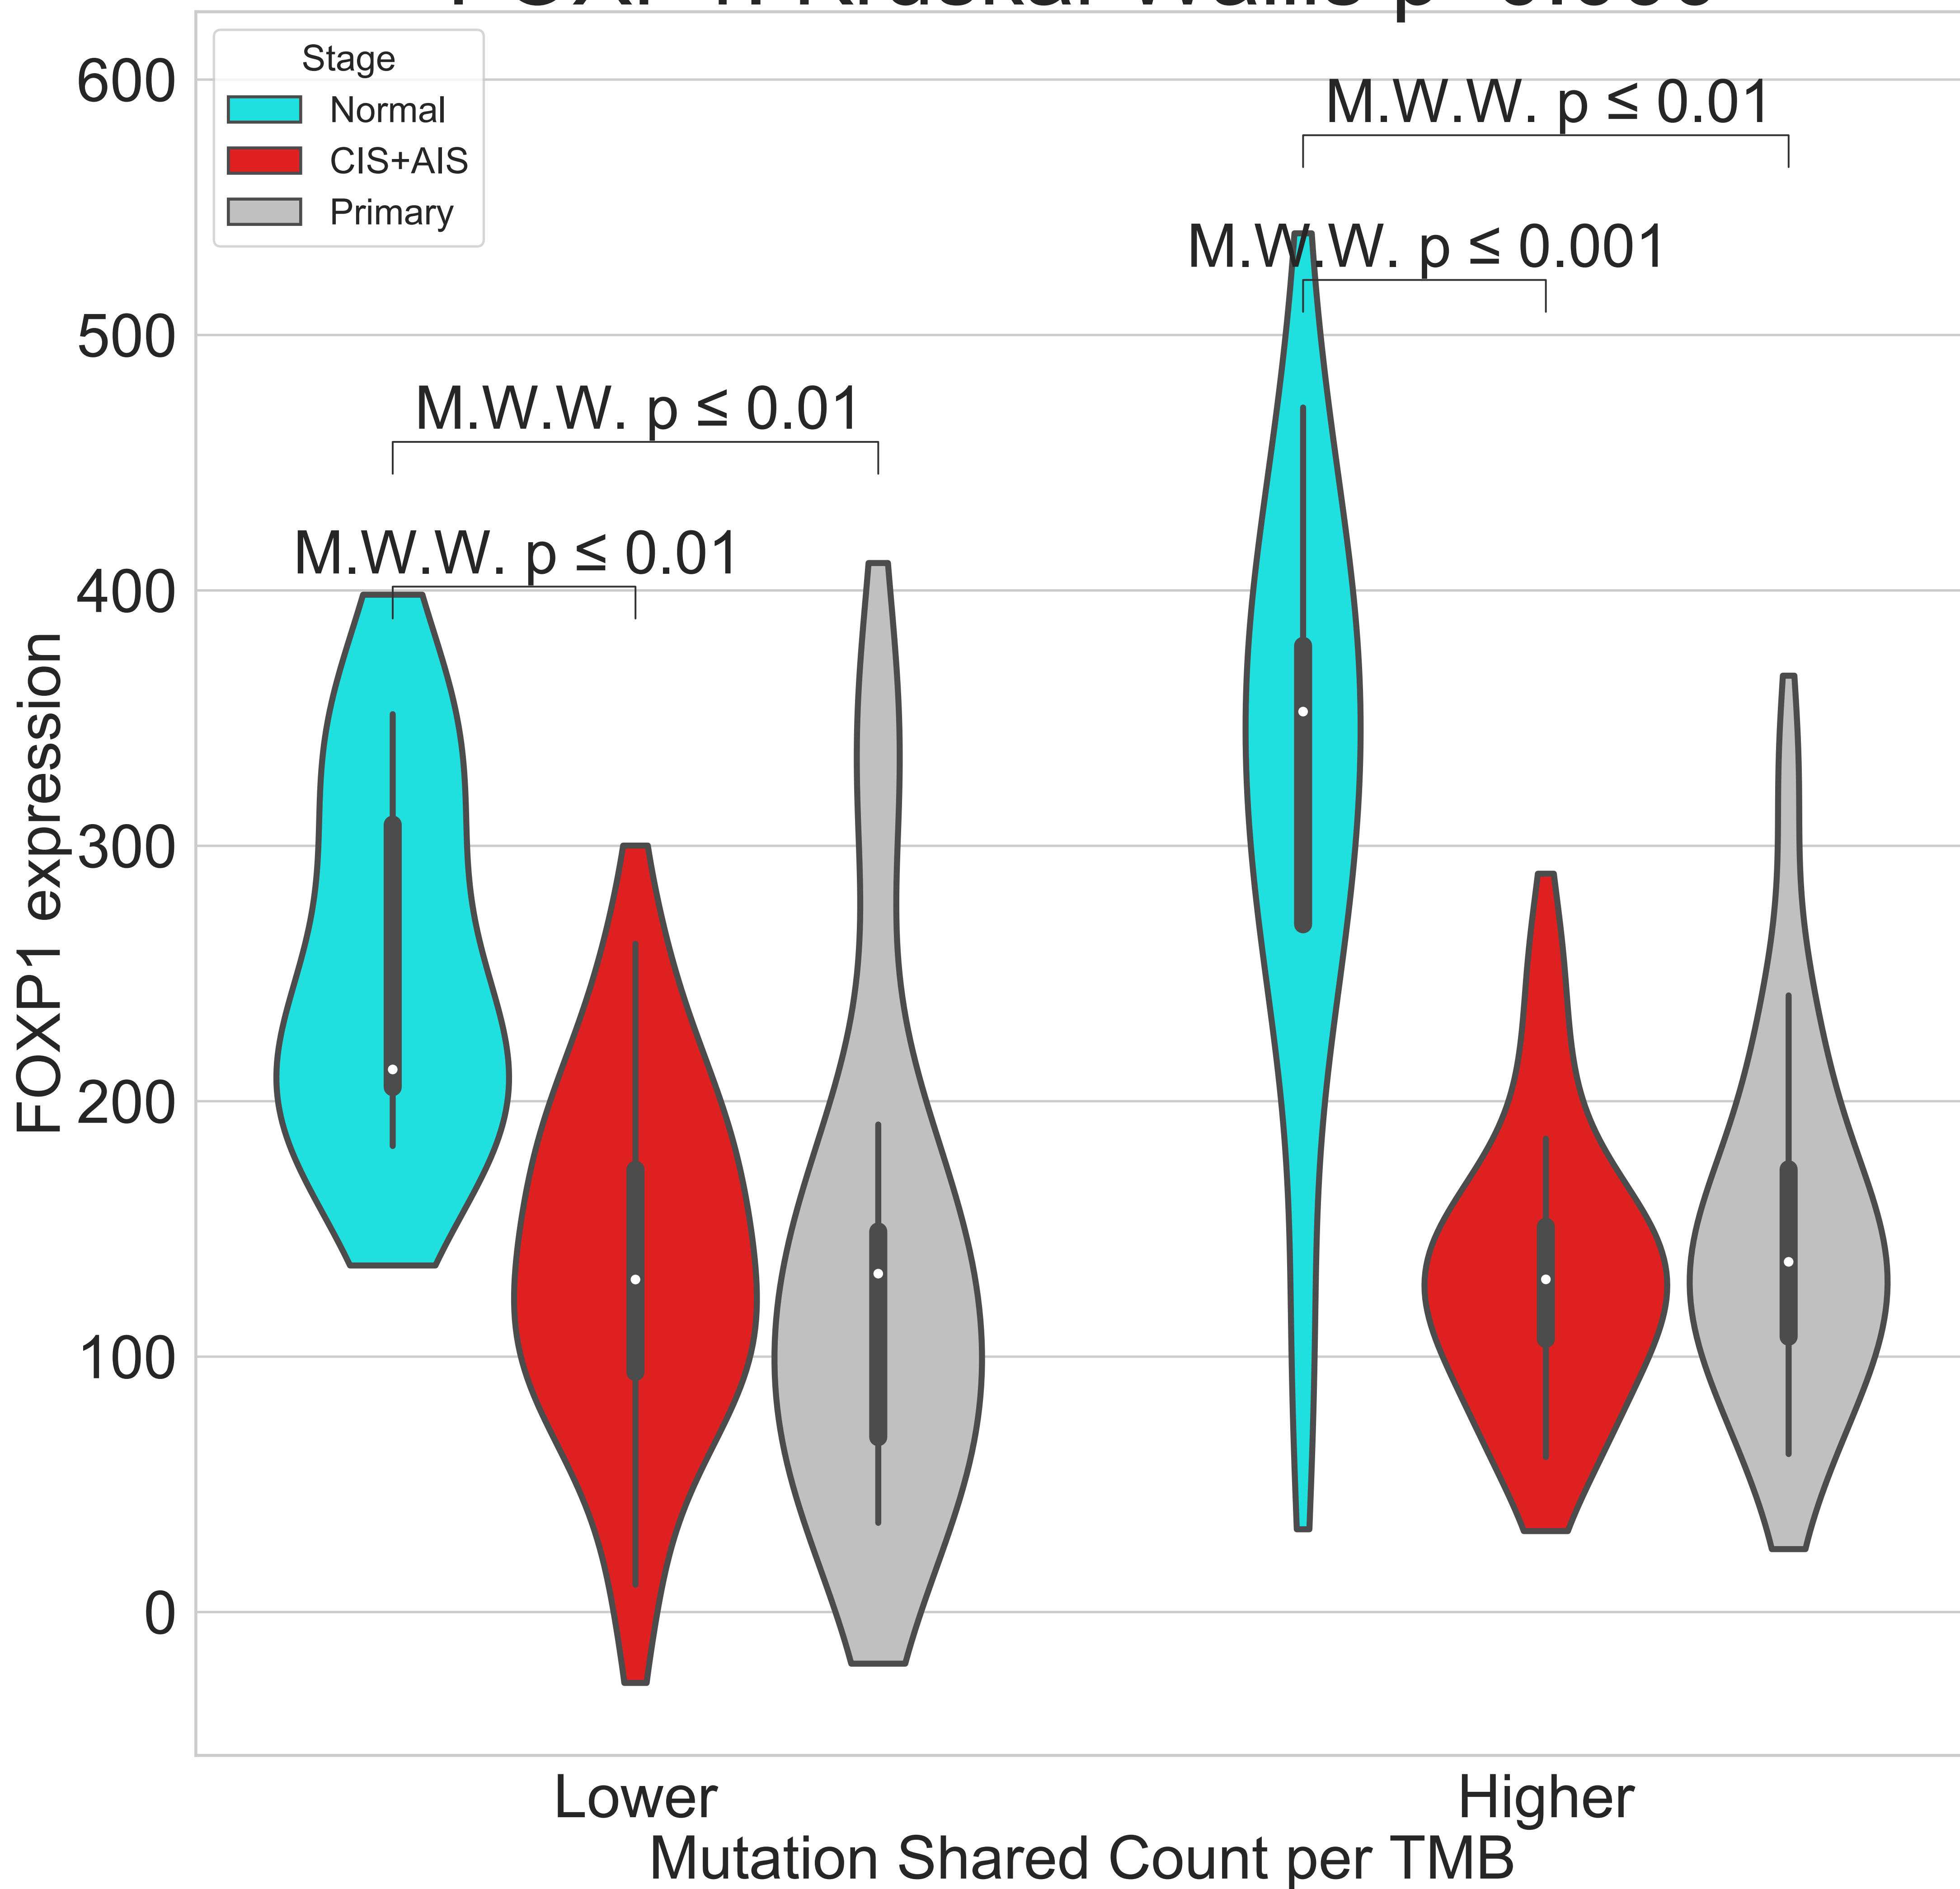 600
500
400
300
200
100
0
FOXP1 expression
Stage
Normal
CIS+AIS
Primary
M.W.W. p ≤ 0.01
M.W.W. p ≤ 0.001
M.W.W. p ≤ 0.01
M.W.W. p ≤ 0.01
Lower
Higher
Mutation Shared Count per TMB